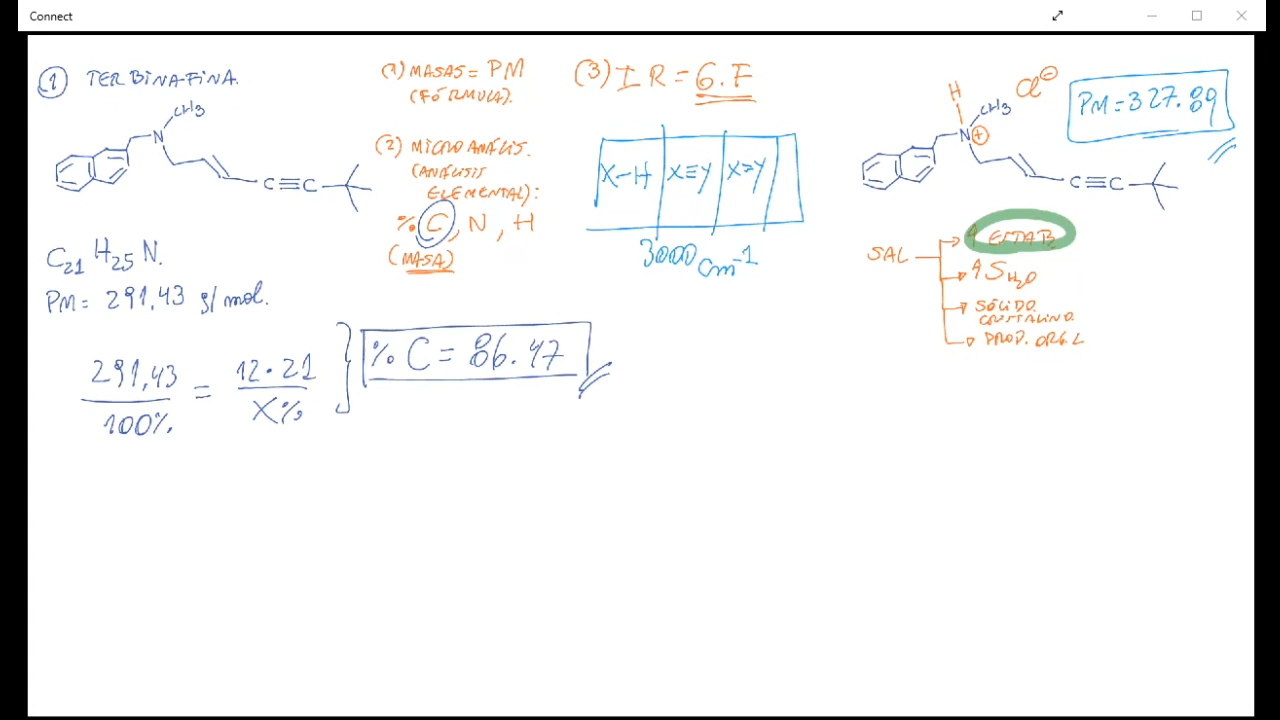 Connect
① TERBINAFINA.
CH₃
N
C≡C
C₂₁ H₂₅ N.
PM = 291,43 g/mol.
291,43 / 100% = 12·21 / X%
% C = 86.47
(1) MASAS = PM
(FÓRMULA).
(2) MICROANÁLIS.
(ANÁLISIS
ELEMENTAL):
% C, N, H
(MASA)
(3) IR = G.F
X-H X≡Y X=Y
3000 cm⁻¹
H
Cl⊖
CH₃
N⊕
C≡C
PM = 327.89
SAL
↑ ESTAB.
↑ S H₂O
SÓLIDO
CRISTALINO.
PROD. ORG.